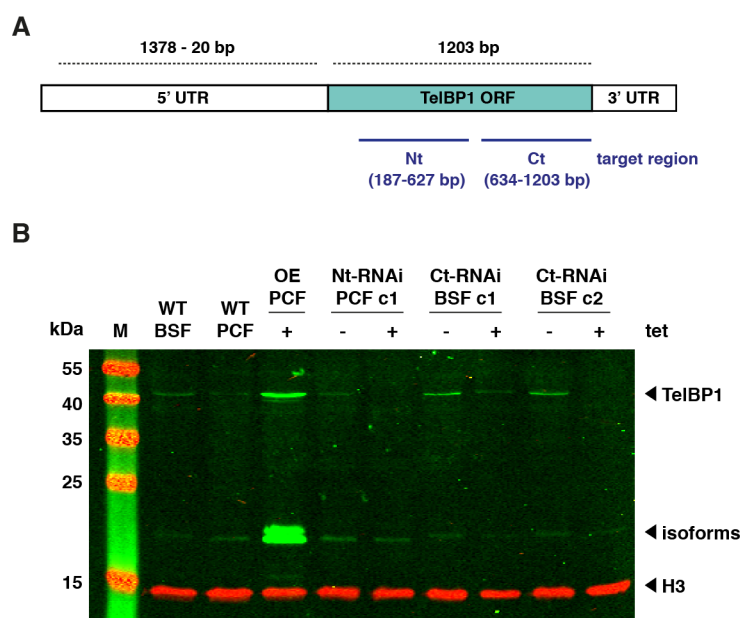 A
1378 - 20 bp 1203 bp
5’ UTR TelBP1 ORF 3’ UTR
Nt Ct target region
(187-627 bp) (634-1203 bp)
B
OE Nt-RNAi Ct-RNAi Ct-RNAi
WT WT PCF PCF c1 BSF c1 BSF c2
kDa M BSF PCF + - + - + - + tet
55
40 TelBP1
35
25
isoforms
15 H3